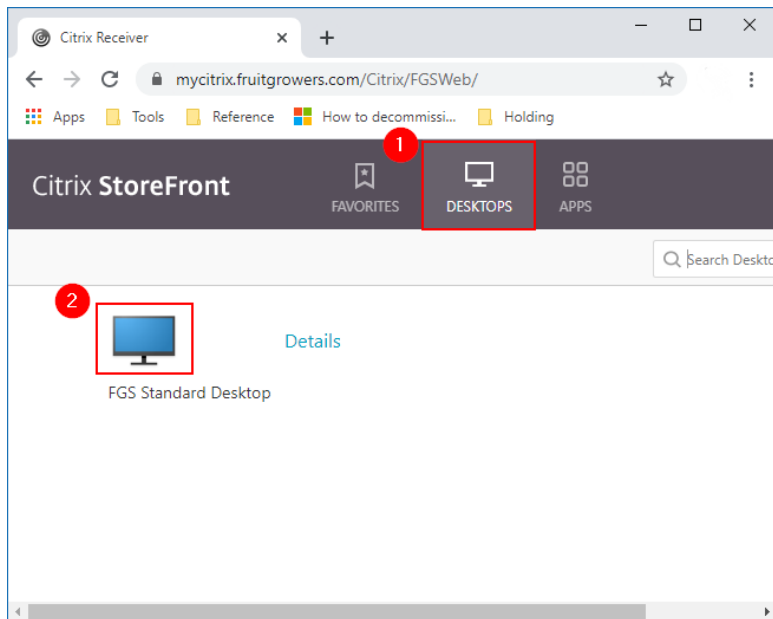 Citrix Receiver
mycitrix.fruitgrowers.com/Citrix/FGSWeb/
Apps Tools Reference How to decommissi... Holding
1
Citrix StoreFront FAVORITES DESKTOPS APPS
Search Deskto
2
Details
FGS Standard Desktop